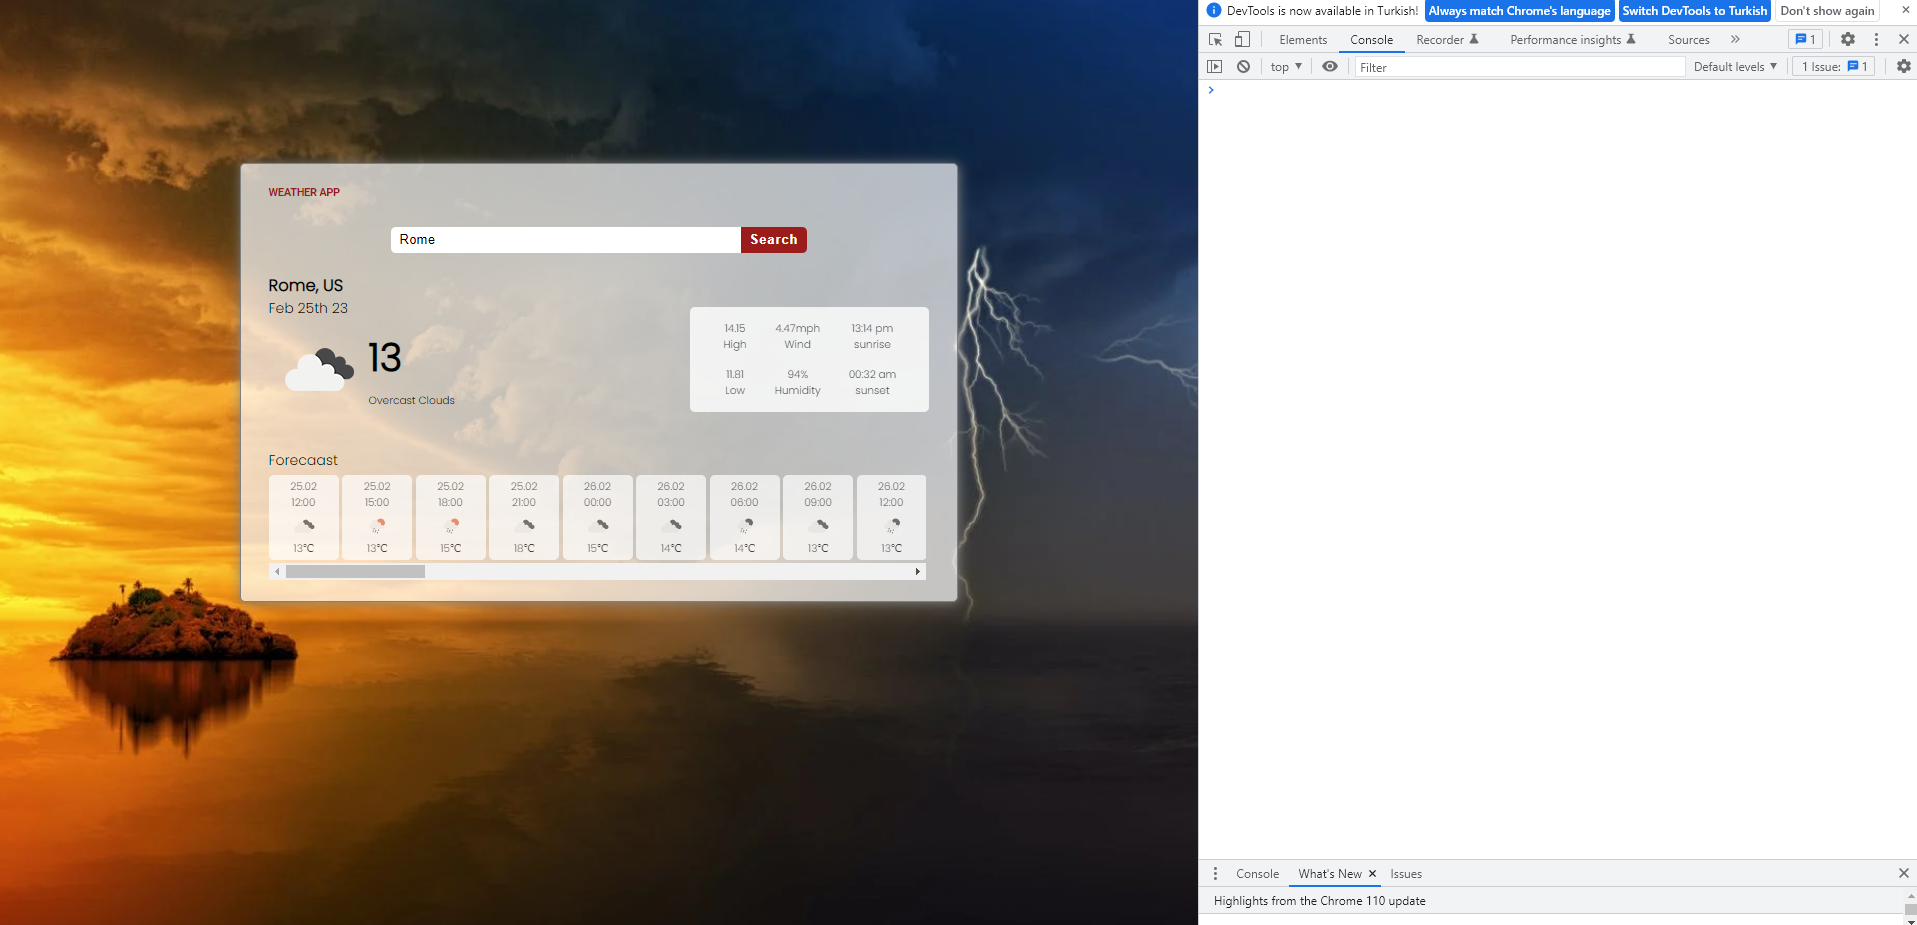 WEATHER APP
Rome
Search
Rome, US
Feb 25th 23
13
Overcast Clouds
14.15 4.47mph 13:14 pm
High Wind sunrise
11.81 94% 00:32 am
Low Humidity sunset
Forecaast
25.02 25.02 25.02 25.02 26.02 26.02 26.02 26.02 26.02
12:00 15:00 18:00 21:00 00:00 03:00 06:00 09:00 12:00
13°C 13°C 15°C 18°C 15°C 14°C 14°C 13°C 13°C
DevTools is now available in Turkish! Always match Chrome's language Switch DevTools to Turkish Don't show again
Elements Console Recorder Performance insights Sources 1
top Filter Default levels 1 Issue: 1
Console What's New Issues
Highlights from the Chrome 110 update